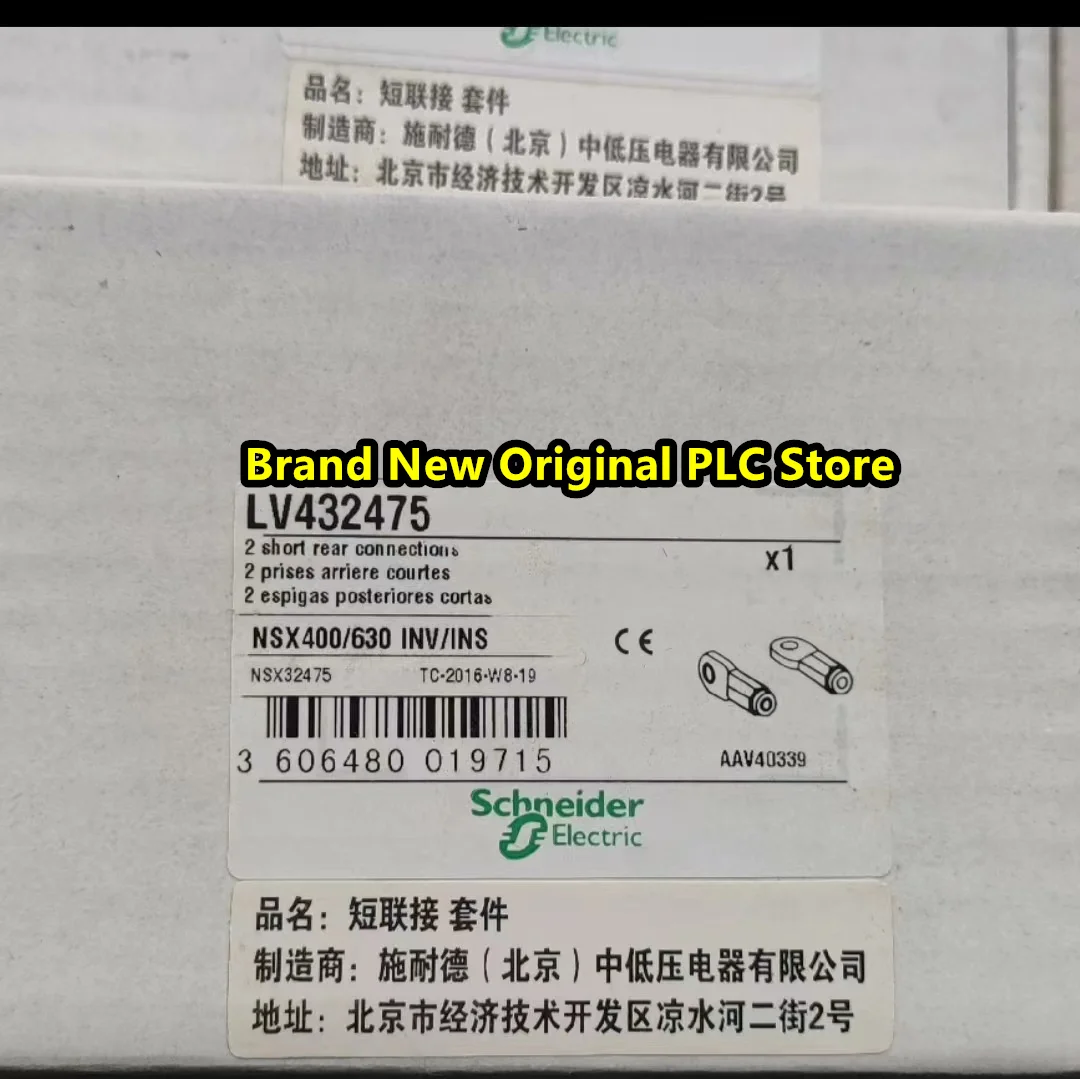 Electric
品名：短联接 套件
制造商：施耐德（北京）中低压电器有限公司
地址：北京市经济技术开发区凉水河二街2号
Brand New Original PLC Store
LV432475
2 short rear connections
x1
2 prises arriere courtes
2 espigas posteriores cortas
NSX400/630 INV/INS
CE
NSX32475
TC-2016-W8-19
3 606480 019715
AAV40339
Schneider
Electric
品名：短联接 套件
制造商：施耐德（北京）中低压电器有限公司
地址：北京市经济技术开发区凉水河二街2号